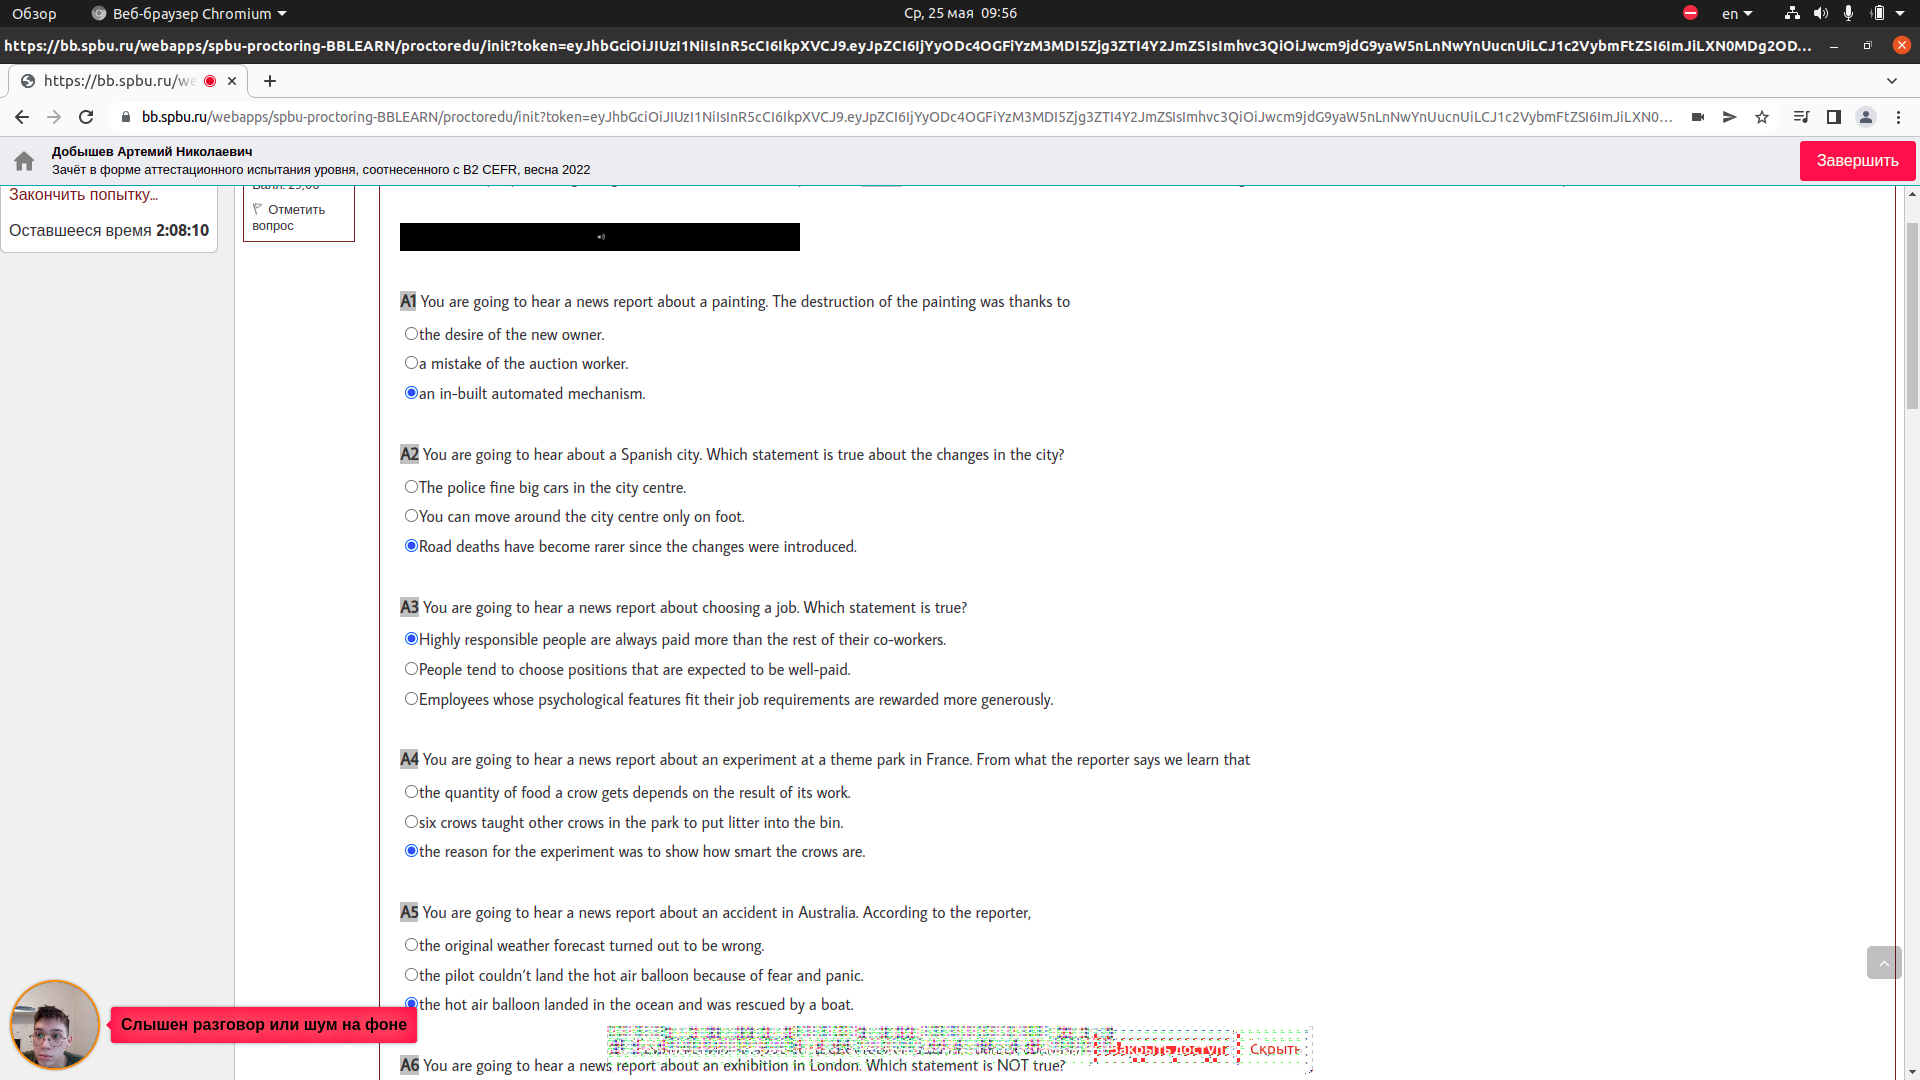 Обзор
Веб-браузер Chromium
Ср, 25 мая 09:56
en
https://bb.spbu.ru/webapps/spbu-proctoring-BBLEARN/proctoredu/init?token=eyJhbGciOiJIUzI1NiIsInR5cCI6IkpXVCJ9.eyJpZCI6IjYyODc4OGFiYzM3MDI5Zjg3ZTI4Y2JmZSIsImhvc3QiOiJwcm9jdG9yaW5nLnNwYnUucnUiLCJ1c2VybmFtZSI6ImJiLXN0MDg2OD...
https://bb.spbu.ru/we
bb.spbu.ru/webapps/spbu-proctoring-BBLEARN/proctoredu/init?token=eyJhbGciOiJIUzI1NiIsInR5cCI6IkpXVCJ9.eyJpZCI6IjYyODc4OGFiYzM3MDI5Zjg3ZTI4Y2JmZSIsImhvc3QiOiJwcm9jdG9yaW5nLnNwYnUucnUiLCJ1c2VybmFtZSI6ImJiLXN0...
Добышев Артемий Николаевич
Зачёт в форме аттестационного испытания уровня, соотнесенного с B2 CEFR, весна 2022
Завершить
Закончить попытку...
Оставшееся время 2:08:10
Балл: 29,00
Отметить
вопрос
A1 You are going to hear a news report about a painting. The destruction of the painting was thanks to
the desire of the new owner.
a mistake of the auction worker.
an in-built automated mechanism.
A2 You are going to hear about a Spanish city. Which statement is true about the changes in the city?
The police fine big cars in the city centre.
You can move around the city centre only on foot.
Road deaths have become rarer since the changes were introduced.
A3 You are going to hear a news report about choosing a job. Which statement is true?
Highly responsible people are always paid more than the rest of their co-workers.
People tend to choose positions that are expected to be well-paid.
Employees whose psychological features fit their job requirements are rewarded more generously.
A4 You are going to hear a news report about an experiment at a theme park in France. From what the reporter says we learn that
the quantity of food a crow gets depends on the result of its work.
six crows taught other crows in the park to put litter into the bin.
the reason for the experiment was to show how smart the crows are.
A5 You are going to hear a news report about an accident in Australia. According to the reporter,
the original weather forecast turned out to be wrong.
the pilot couldn't land the hot air balloon because of fear and panic.
the hot air balloon landed in the ocean and was rescued by a boat.
Слышен разговор или шум на фоне
Закрыть доступ
Скрыть
A6 You are going to hear a news report about an exhibition in London. Which statement is NOT true?